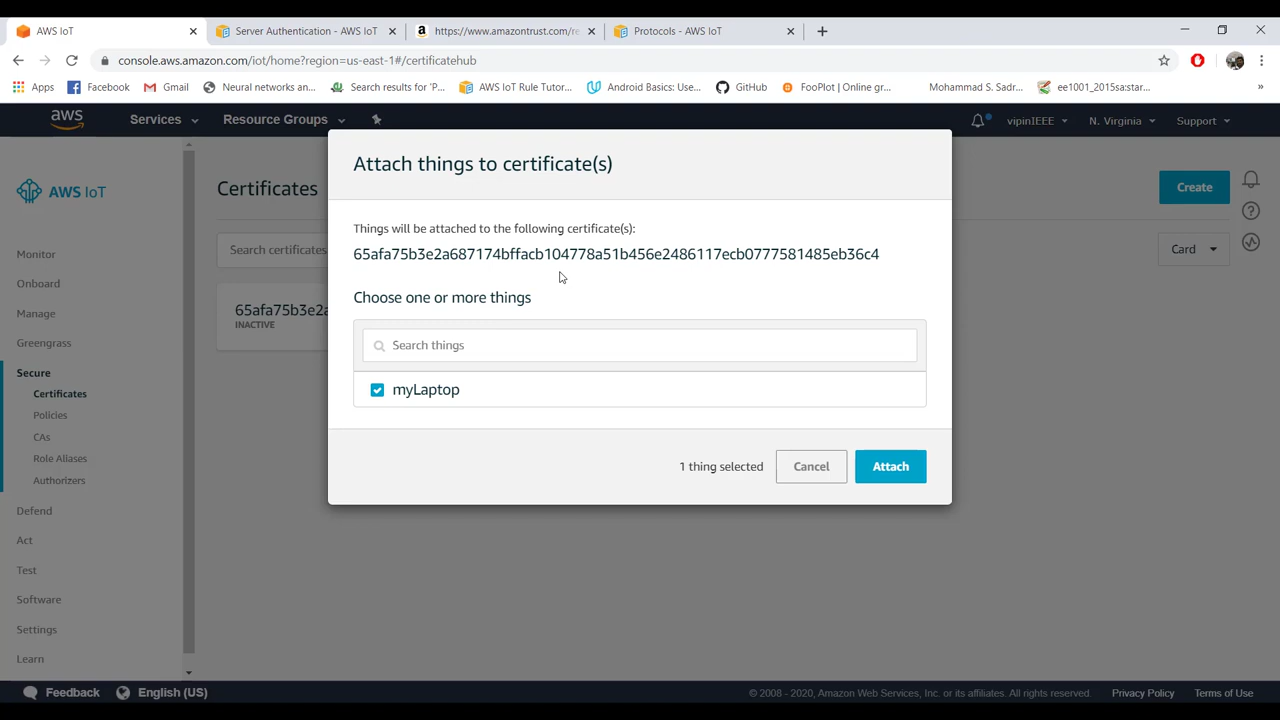 AWS IoT
Server Authentication - AWS IoT
https://www.amazontrust.com/re
Protocols - AWS IoT
console.aws.amazon.com/iot/home?region=us-east-1#/certificatehub
Apps
Facebook
Gmail
Neural networks an...
Search results for 'P...
AWS IoT Rule Tutor...
Android Basics: Use...
GitHub
FooPlot | Online gr...
Mohammad S. Sadr...
ee1001_2015sa:star...
aws
Services
Resource Groups
vipinIEEE
N. Virginia
Support
AWS IoT
Monitor
Onboard
Manage
Greengrass
Secure
Certificates
Policies
CAs
Role Aliases
Authorizers
Defend
Act
Test
Software
Settings
Learn
Certificates
Create
Search certificates
Card
65afa75b3e2a
INACTIVE
Attach things to certificate(s)
Things will be attached to the following certificate(s):
65afa75b3e2a687174bffacb104778a51b456e2486117ecb0777581485eb36c4
Choose one or more things
Search things
myLaptop
1 thing selected
Cancel
Attach
Feedback
English (US)
© 2008 - 2020, Amazon Web Services, Inc. or its affiliates. All rights reserved.
Privacy Policy
Terms of Use